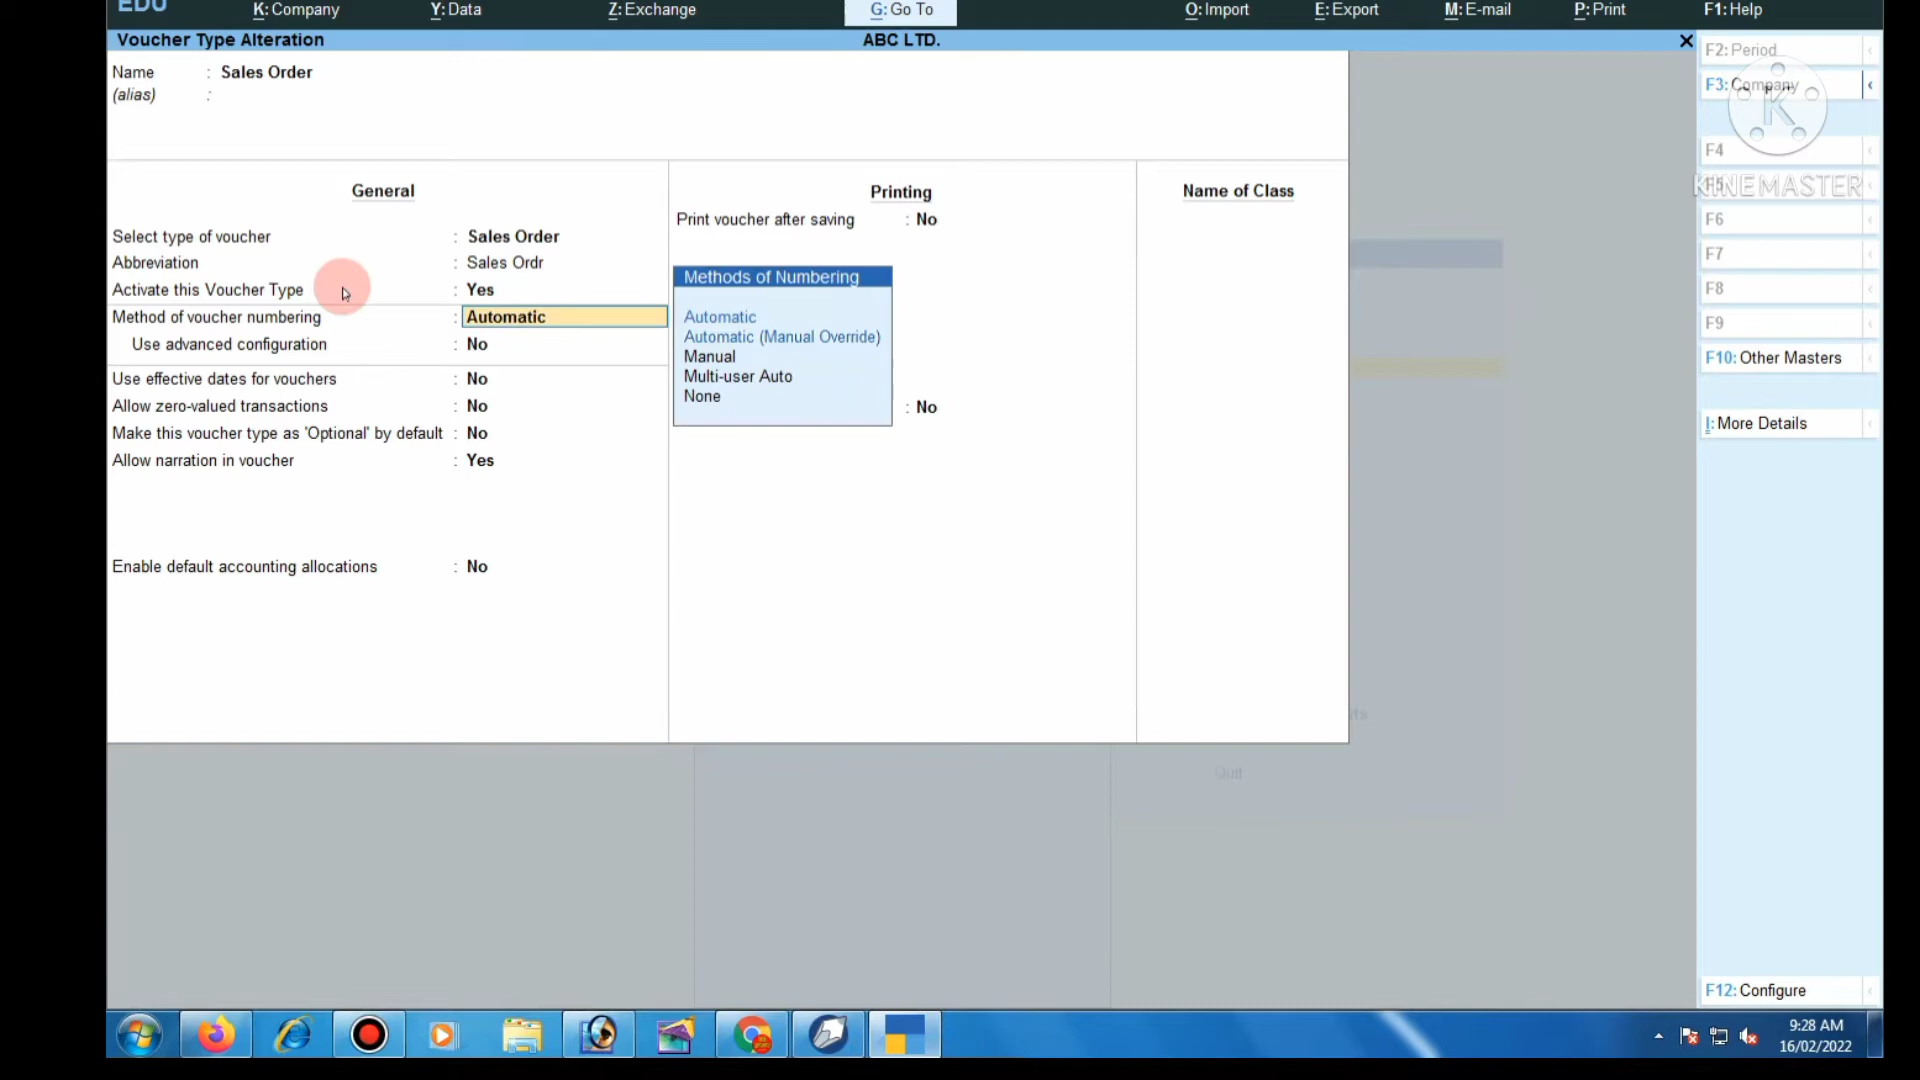 EDU
K: Company Y: Data Z: Exchange G: Go To O: Import E: Export M: E-mail P: Print F1: Help
Voucher Type Alteration ABC LTD.
Name : Sales Order
(alias) :
General
Select type of voucher : Sales Order
Abbreviation : Sales Ordr
Activate this Voucher Type : Yes
Method of voucher numbering : Automatic
Use advanced configuration : No
Use effective dates for vouchers : No
Allow zero-valued transactions : No
Make this voucher type as 'Optional' by default : No
Allow narration in voucher : Yes
Enable default accounting allocations : No
Printing
Print voucher after saving : No
Methods of Numbering
Automatic
Automatic (Manual Override)
Manual
Multi-user Auto
None
: No
Name of Class
Quit
F2: Period
F3: Company
K
F4
F5
KINEMASTER
F6
F7
F8
F9
F10: Other Masters
I: More Details
F12: Configure
9:28 AM
16/02/2022